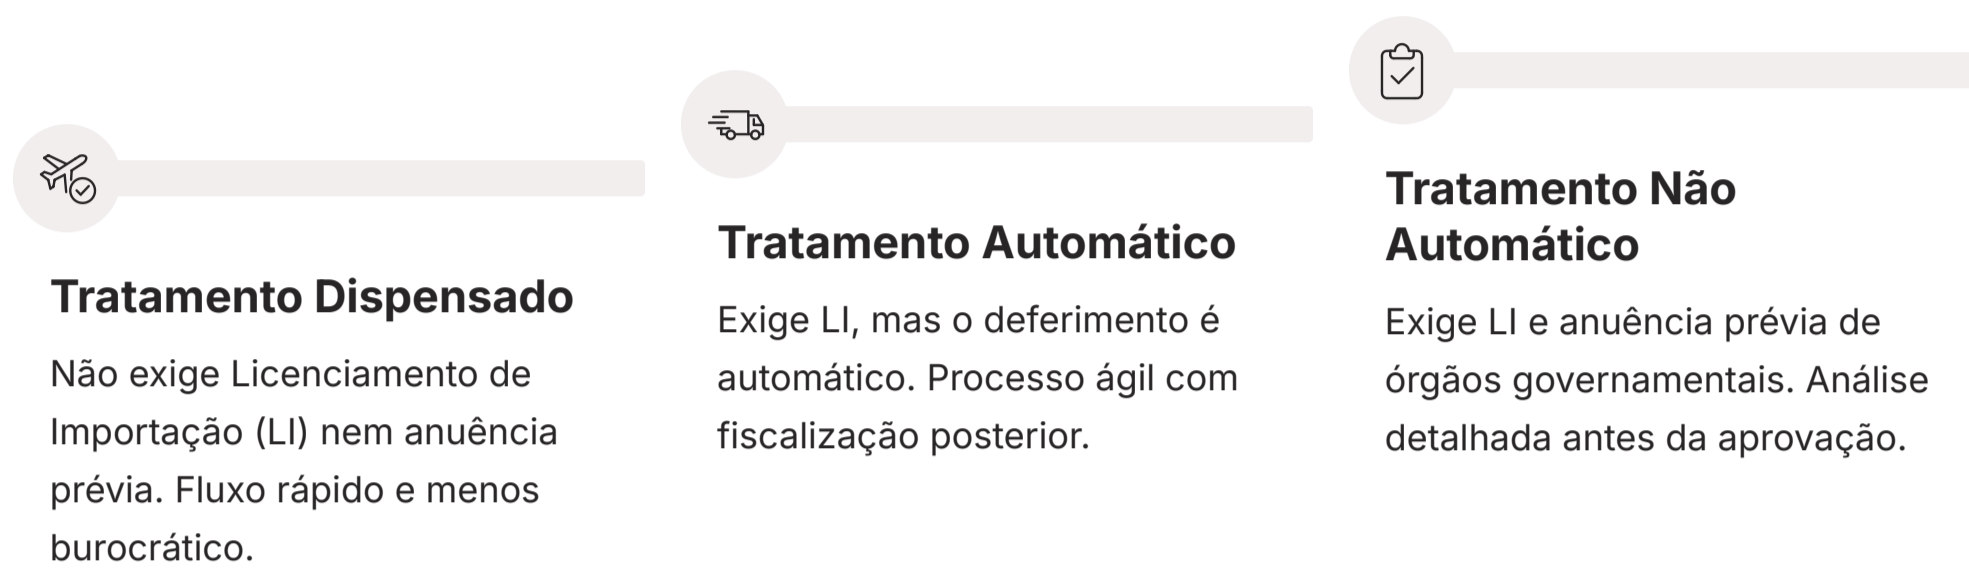 Tratamento Dispensado
Não exige Licenciamento de
Importação (LI) nem anuência
prévia. Fluxo rápido e menos
burocrático.
Tratamento Automático
Exige LI, mas o deferimento é
automático. Processo ágil com
fiscalização posterior.
Tratamento Não
Automático
Exige LI e anuência prévia de
órgãos governamentais. Análise
detalhada antes da aprovação.